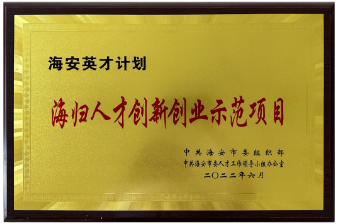 海安英才计划
海归人才创新创业示范项目
中共海安市委组织部
中共海安市委人才工作领导小组办公室
二〇二二年六月